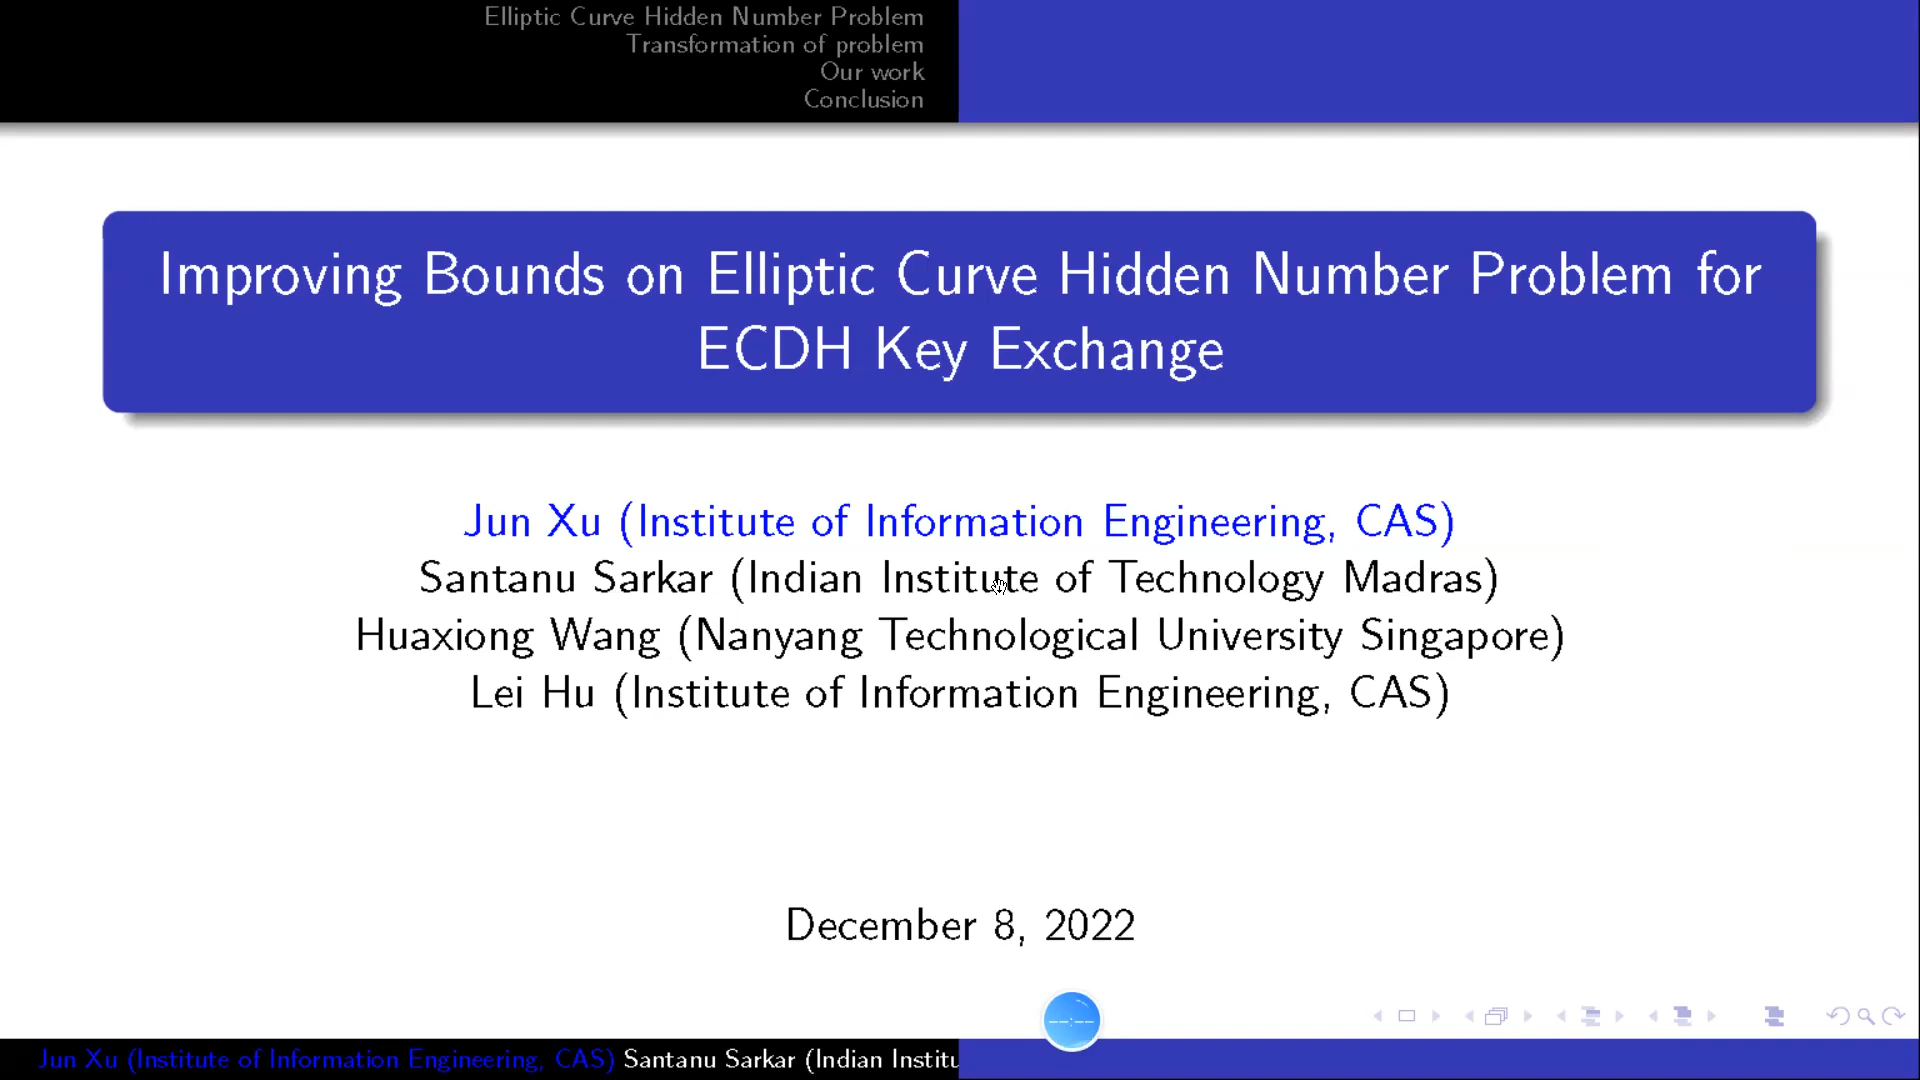 Elliptic Curve Hidden Number Problem
Transformation of problem
Our work
Conclusion
Improving Bounds on Elliptic Curve Hidden Number Problem for
ECDH Key Exchange
Jun Xu (Institute of Information Engineering, CAS)
Santanu Sarkar (Indian Institute of Technology Madras)
Huaxiong Wang (Nanyang Technological University Singapore)
Lei Hu (Institute of Information Engineering, CAS)
December 8, 2022
--:--
Jun Xu (Institute of Information Engineering, CAS) Santanu Sarkar (Indian Institu